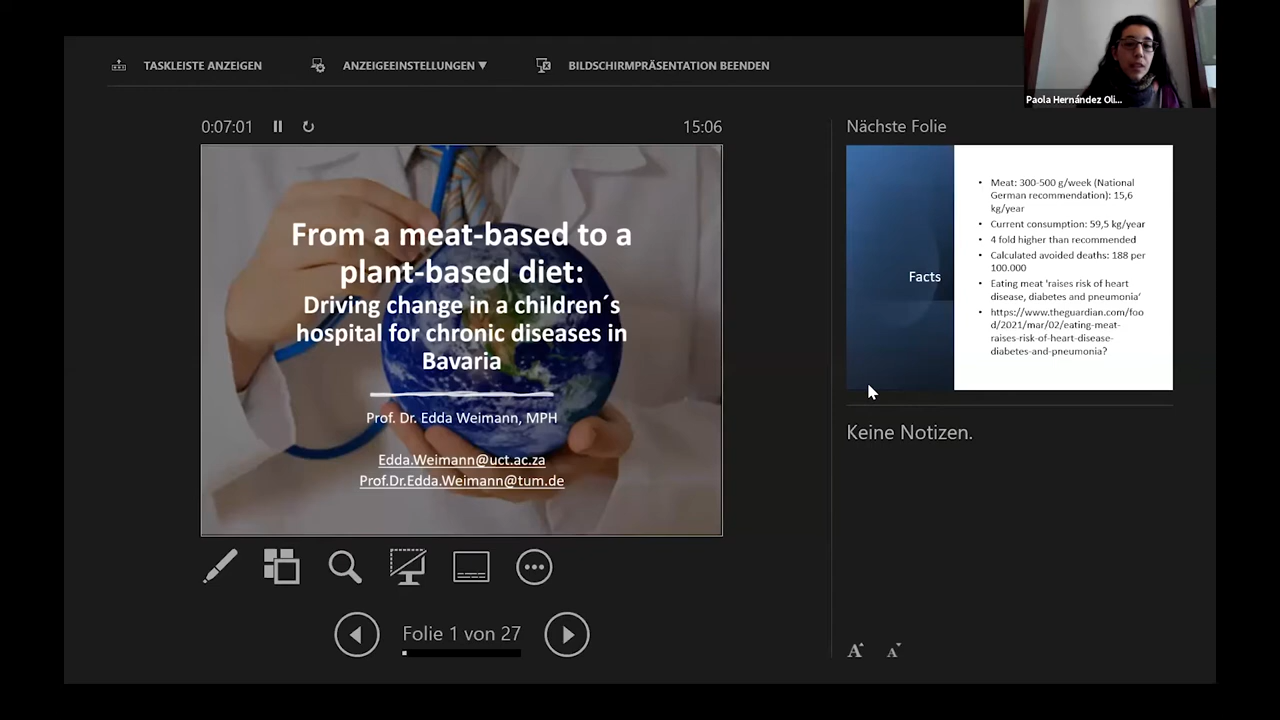 TASKLEISTE ANZEIGEN
ANZEIGEEINSTELLUNGEN ▼
BILDSCHIRMPRÄSENTATION BEENDEN
Paola Hernández Oli...
0:07:01
15:06
From a meat-based to a
plant-based diet:
Driving change in a children´s
hospital for chronic diseases in
Bavaria
Prof. Dr. Edda Weimann, MPH
Edda.Weimann@uct.ac.za
Prof.Dr.Edda.Weimann@tum.de
Folie 1 von 27
Nächste Folie
Facts
• Meat: 300-500 g/week (National
German recommendation): 15,6
kg/year
• Current consumption: 59,5 kg/year
• 4 fold higher than recommended
• Calculated avoided deaths: 188 per
100.000
• Eating meat 'raises risk of heart
disease, diabetes and pneumonia'
• https://www.theguardian.com/foo
d/2021/mar/02/eating-meat-
raises-risk-of-heart-disease-
diabetes-and-pneumonia?
Keine Notizen.
A A